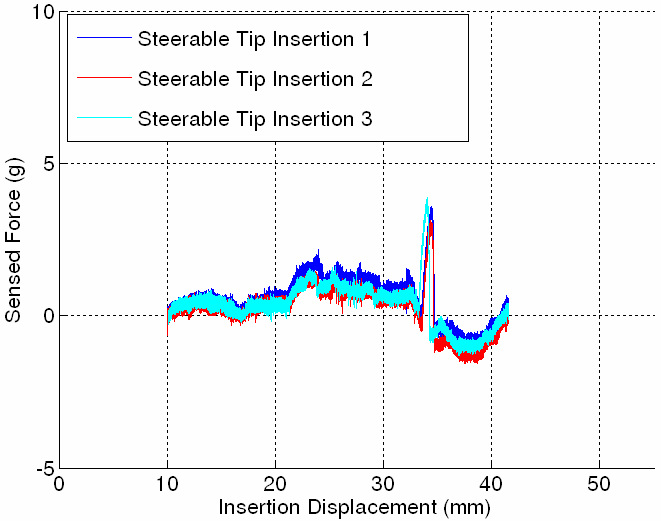 10
Steerable Tip Insertion 1
Steerable Tip Insertion 2
Steerable Tip Insertion 3
5
Sensed Force (g)
0
-5
0 10 20 30 40 50
Insertion Displacement (mm)